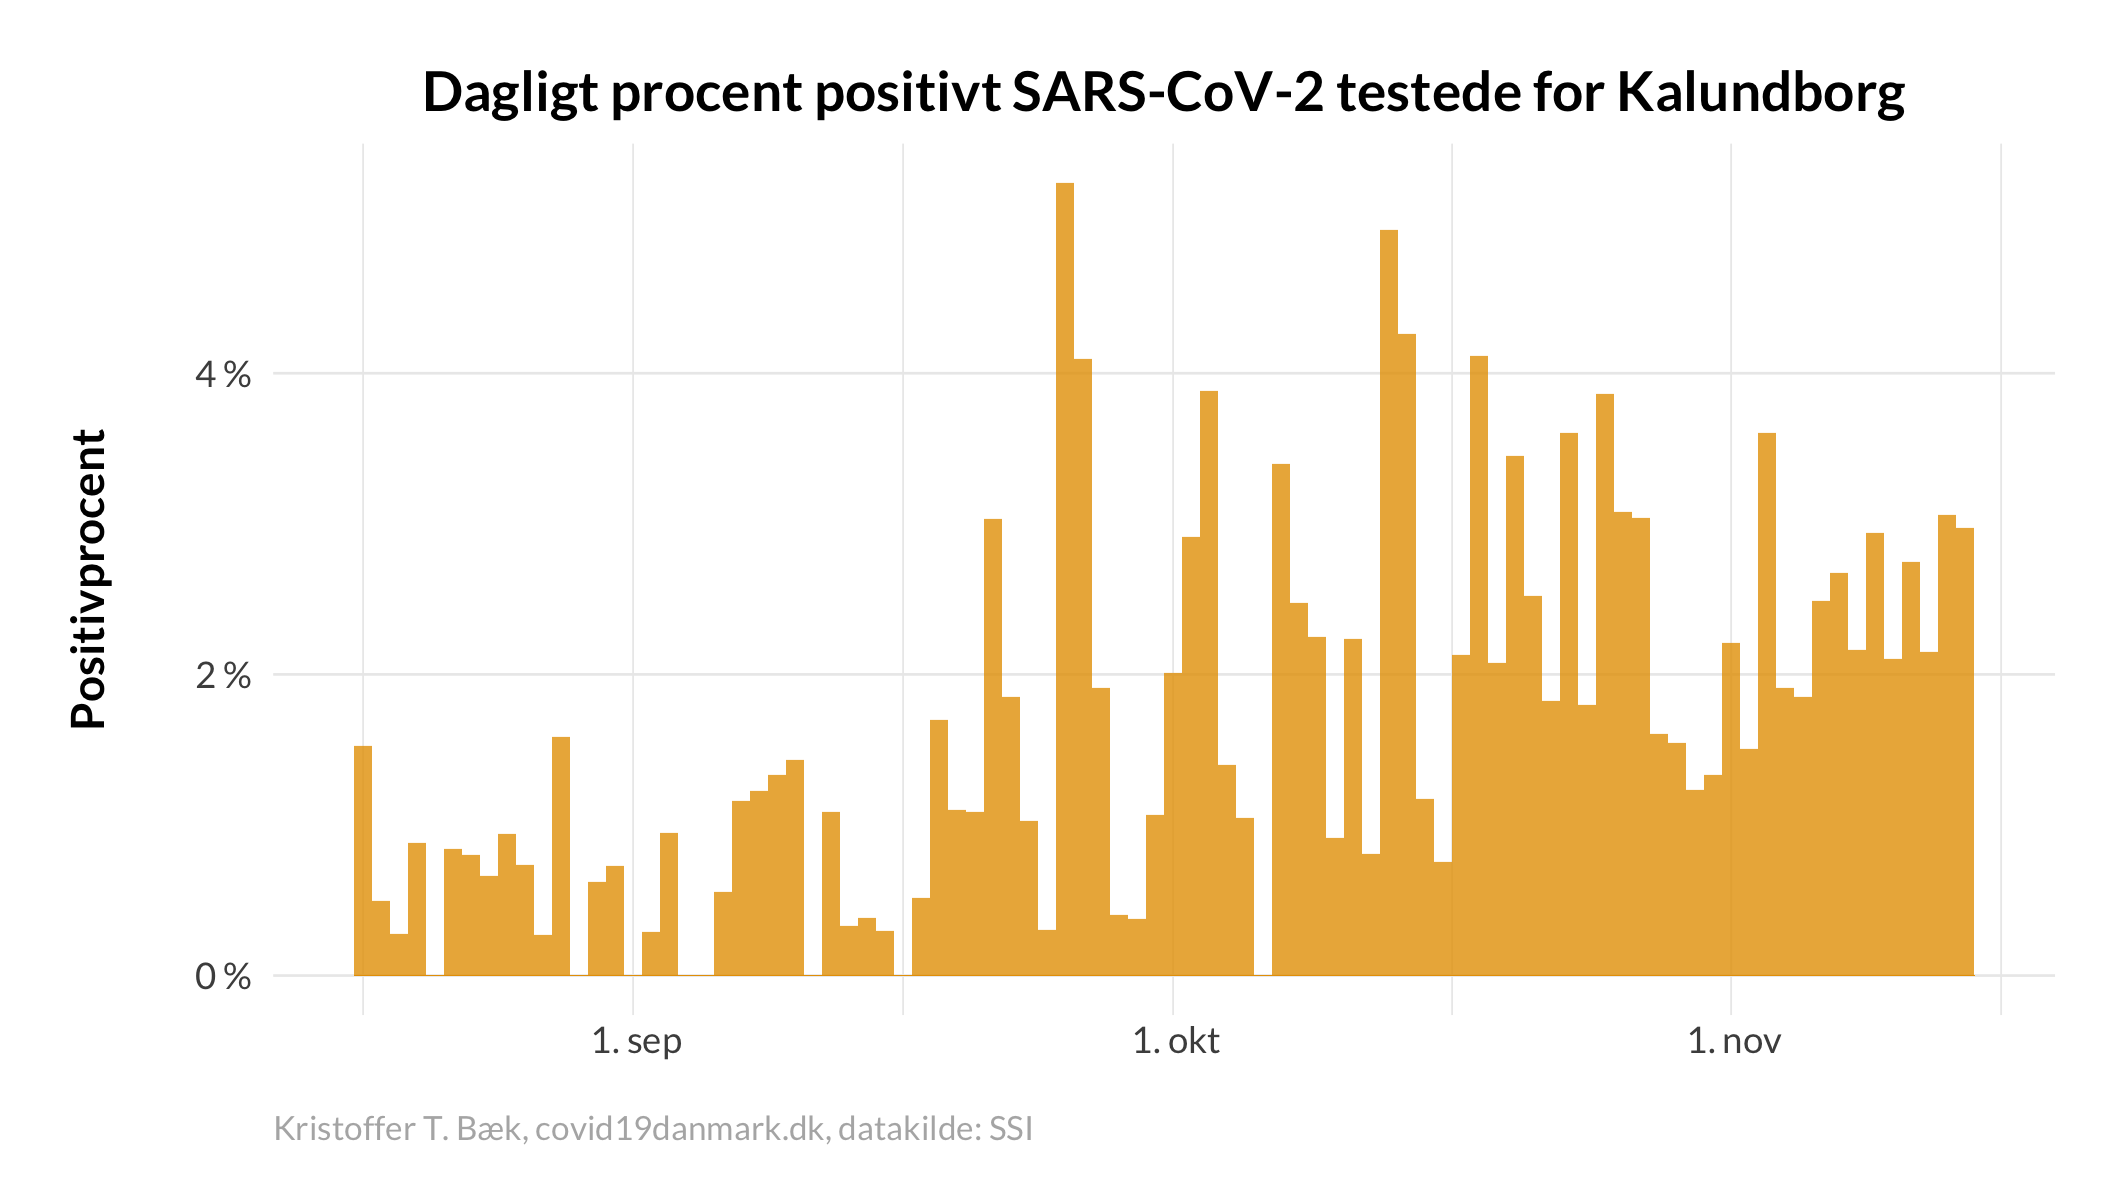 Dagligt procent positivt SARS-CoV-2 testede for Kalundborg
Positivprocent
4 %
2 %
0 %
1. sep
1. okt
1. nov
Kristoffer T. Bæk, covid19danmark.dk, datakilde: SSI